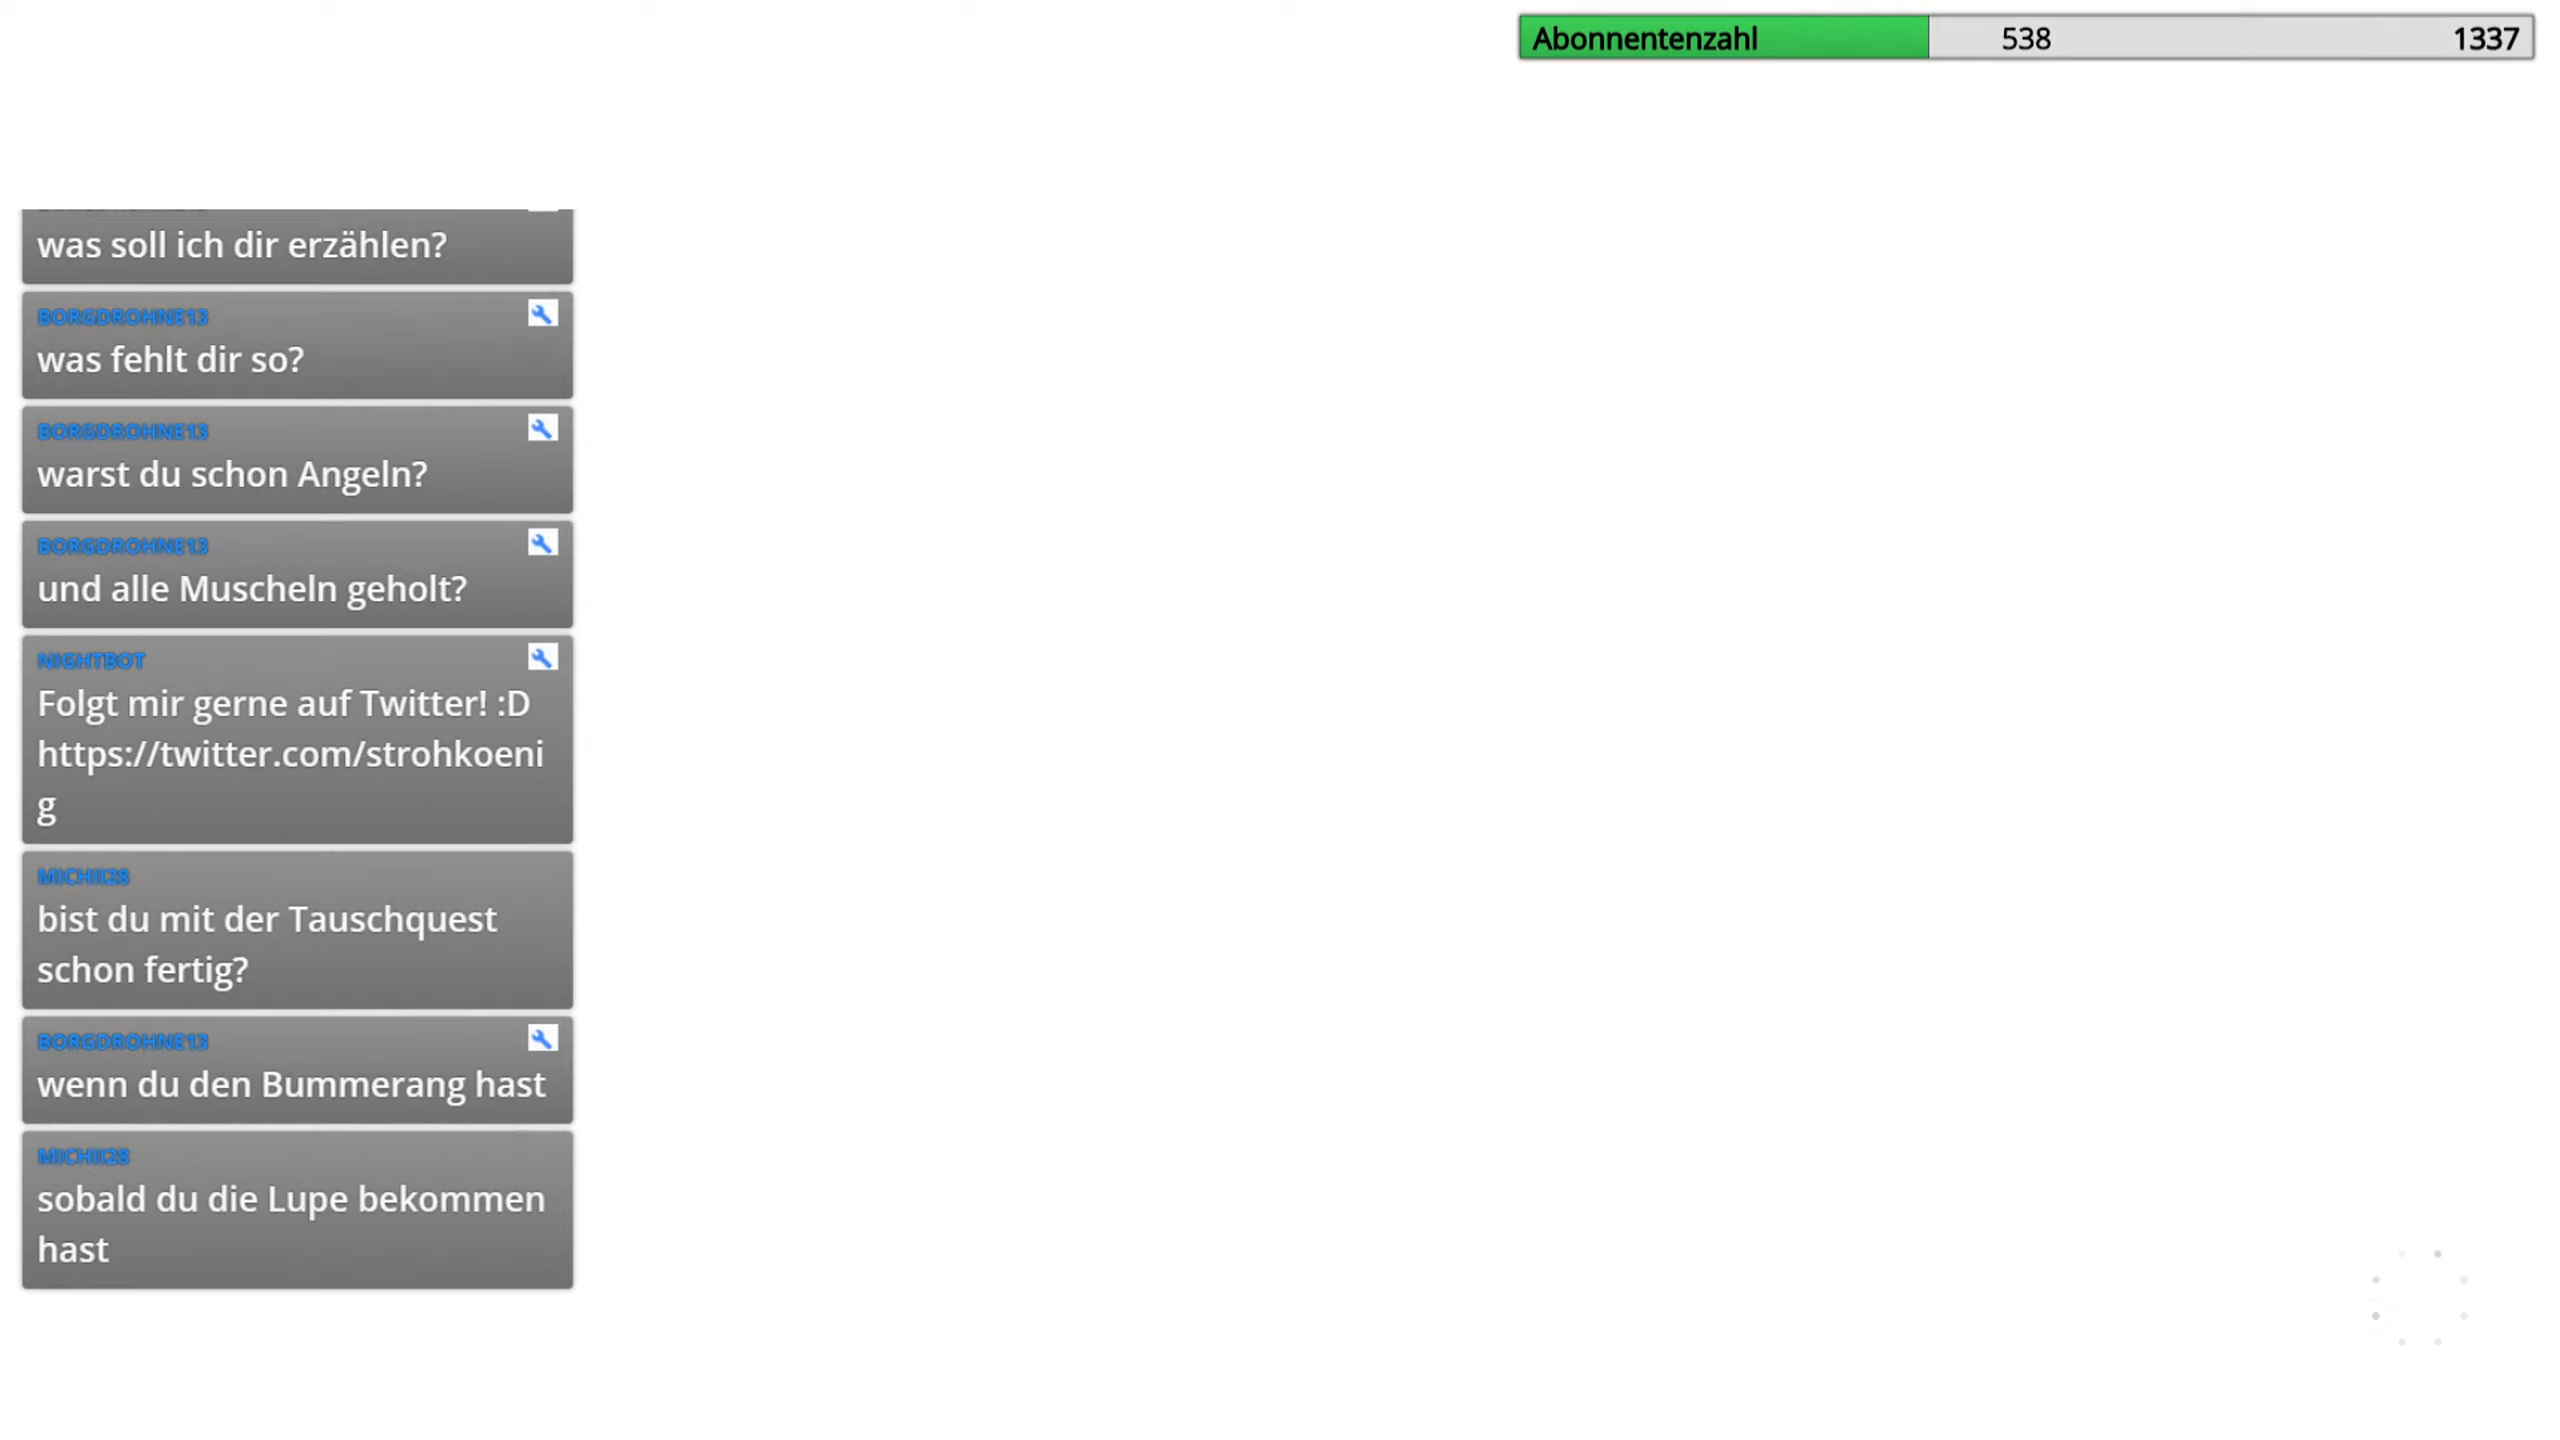 Abonnentenzahl 538 1337
was soll ich dir erzählen?
BORGDROHNE13
was fehlt dir so?
BORGDROHNE13
warst du schon Angeln?
BORGDROHNE13
und alle Muscheln geholt?
NIGHTBOT
Folgt mir gerne auf Twitter! :D
https://twitter.com/strohkoeni
g
MICHII28
bist du mit der Tauschquest
schon fertig?
BORGDROHNE13
wenn du den Bummerang hast
MICHII28
sobald du die Lupe bekommen
hast